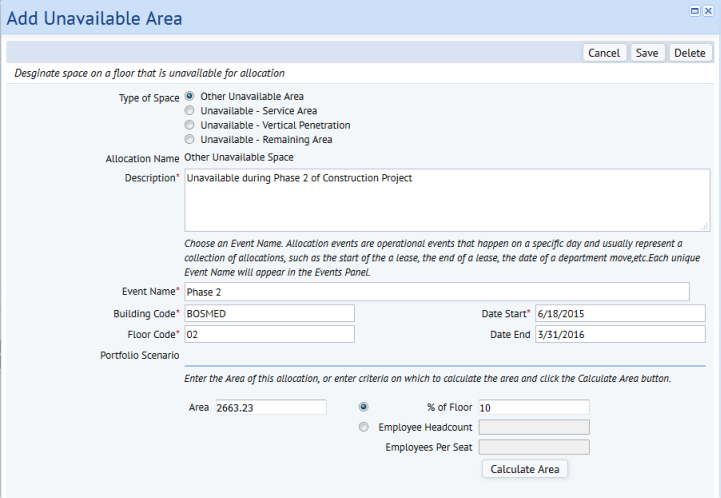 Add Unavailable Area
Cancel Save Delete
Desginate space on a floor that is unavailable for allocation
Type of Space Other Unavailable Area
Unavailable - Service Area
Unavailable - Vertical Penetration
Unavailable - Remaining Area
Allocation Name Other Unavailable Space
Description* Unavailable during Phase 2 of Construction Project
Choose an Event Name. Allocation events are operational events that happen on a specific day and usually represent a
collection of allocations, such as the start of the a lease, the end of a lease, the date of a department move,etc.Each unique
Event Name will appear in the Events Panel.
Event Name* Phase 2
Building Code* BOSMED Date Start* 6/18/2015
Floor Code* 02 Date End 3/31/2016
Portfolio Scenario
Enter the Area of this allocation, or enter criteria on which to calculate the area and click the Calculate Area button.
Area 2663.23 % of Floor 10
Employee Headcount
Employees Per Seat
Calculate Area